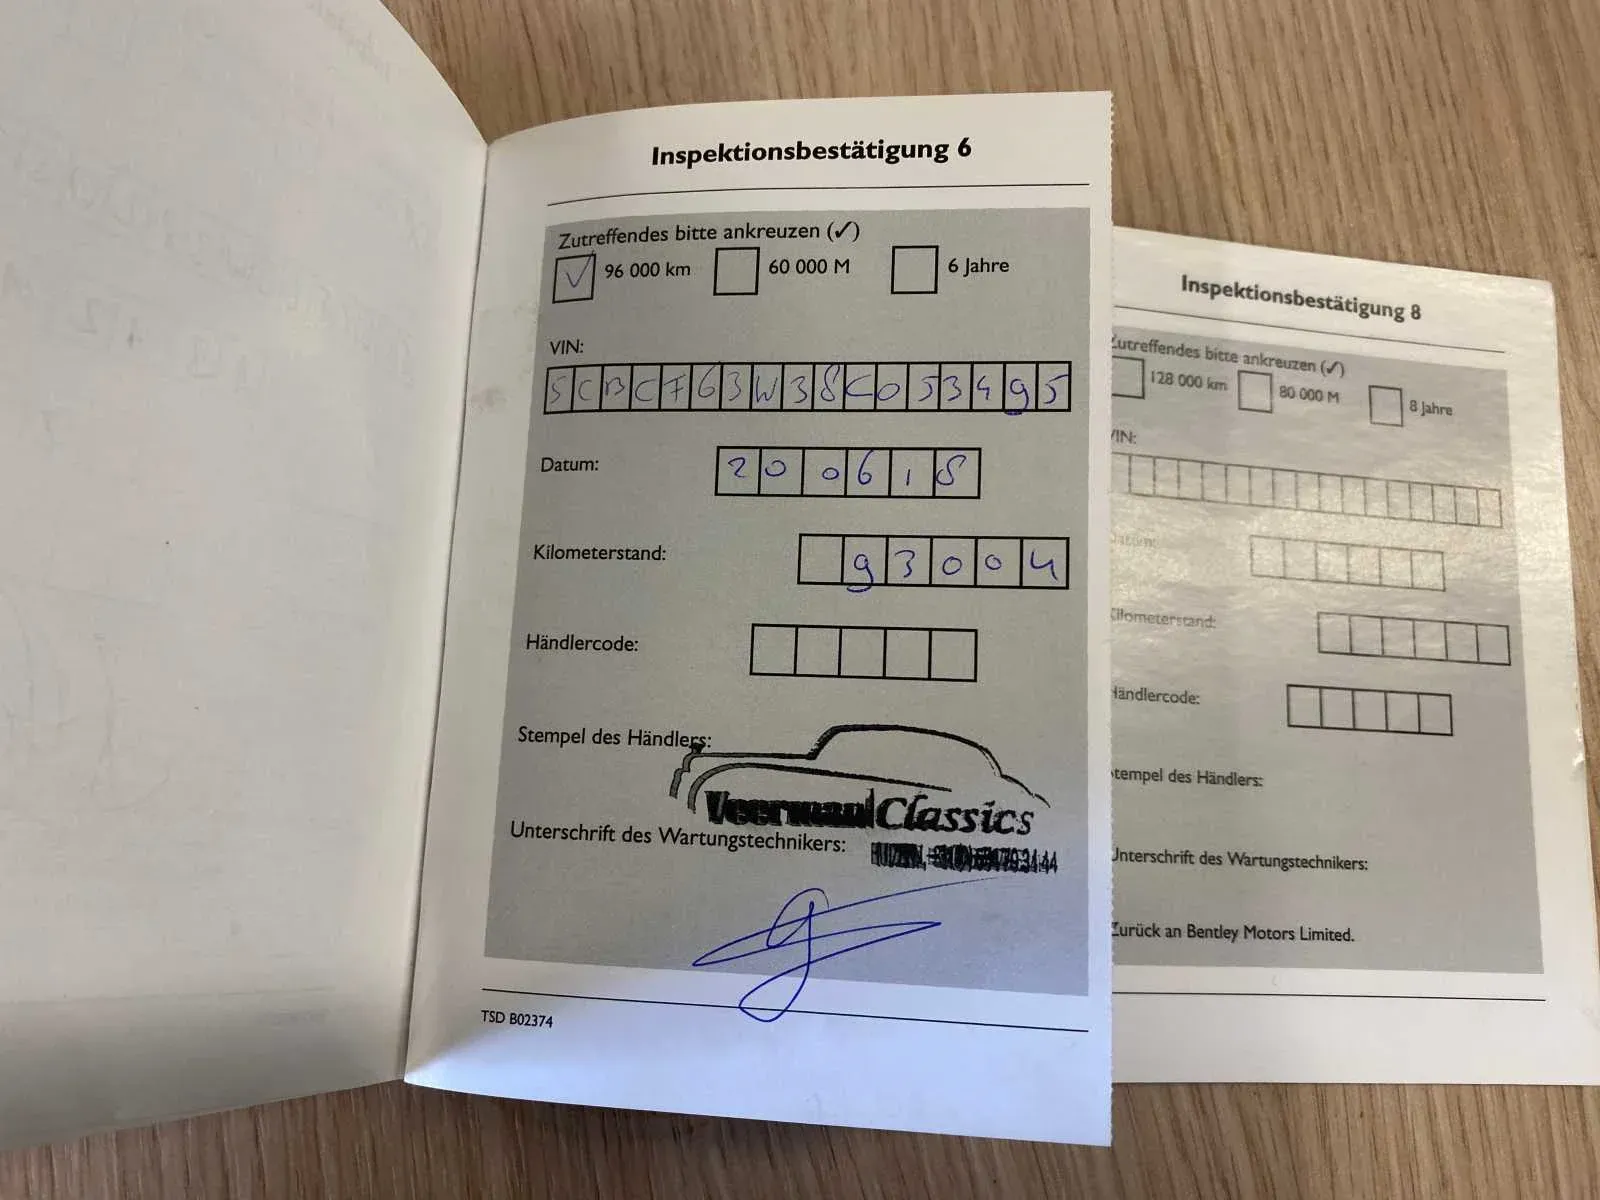 Inspektionsbestätigung 6
Zutreffendes bitte ankreuzen (✓)
✓ 96 000 km 60 000 M 6 Jahre
VIN:
SCBCF63W38C053495
Datum:
200618
Kilometerstand:
93004
Händlercode:
Stempel des Händlers:
Veerman Classics
Unterschrift des Wartungstechnikers:
TSD B02374
Inspektionsbestätigung 8
Zutreffendes bitte ankreuzen (✓)
128 000 km 80 000 M 8 Jahre
VIN:
Datum:
Kilometerstand:
Händlercode:
Stempel des Händlers:
Unterschrift des Wartungstechnikers:
Zurück an Bentley Motors Limited.